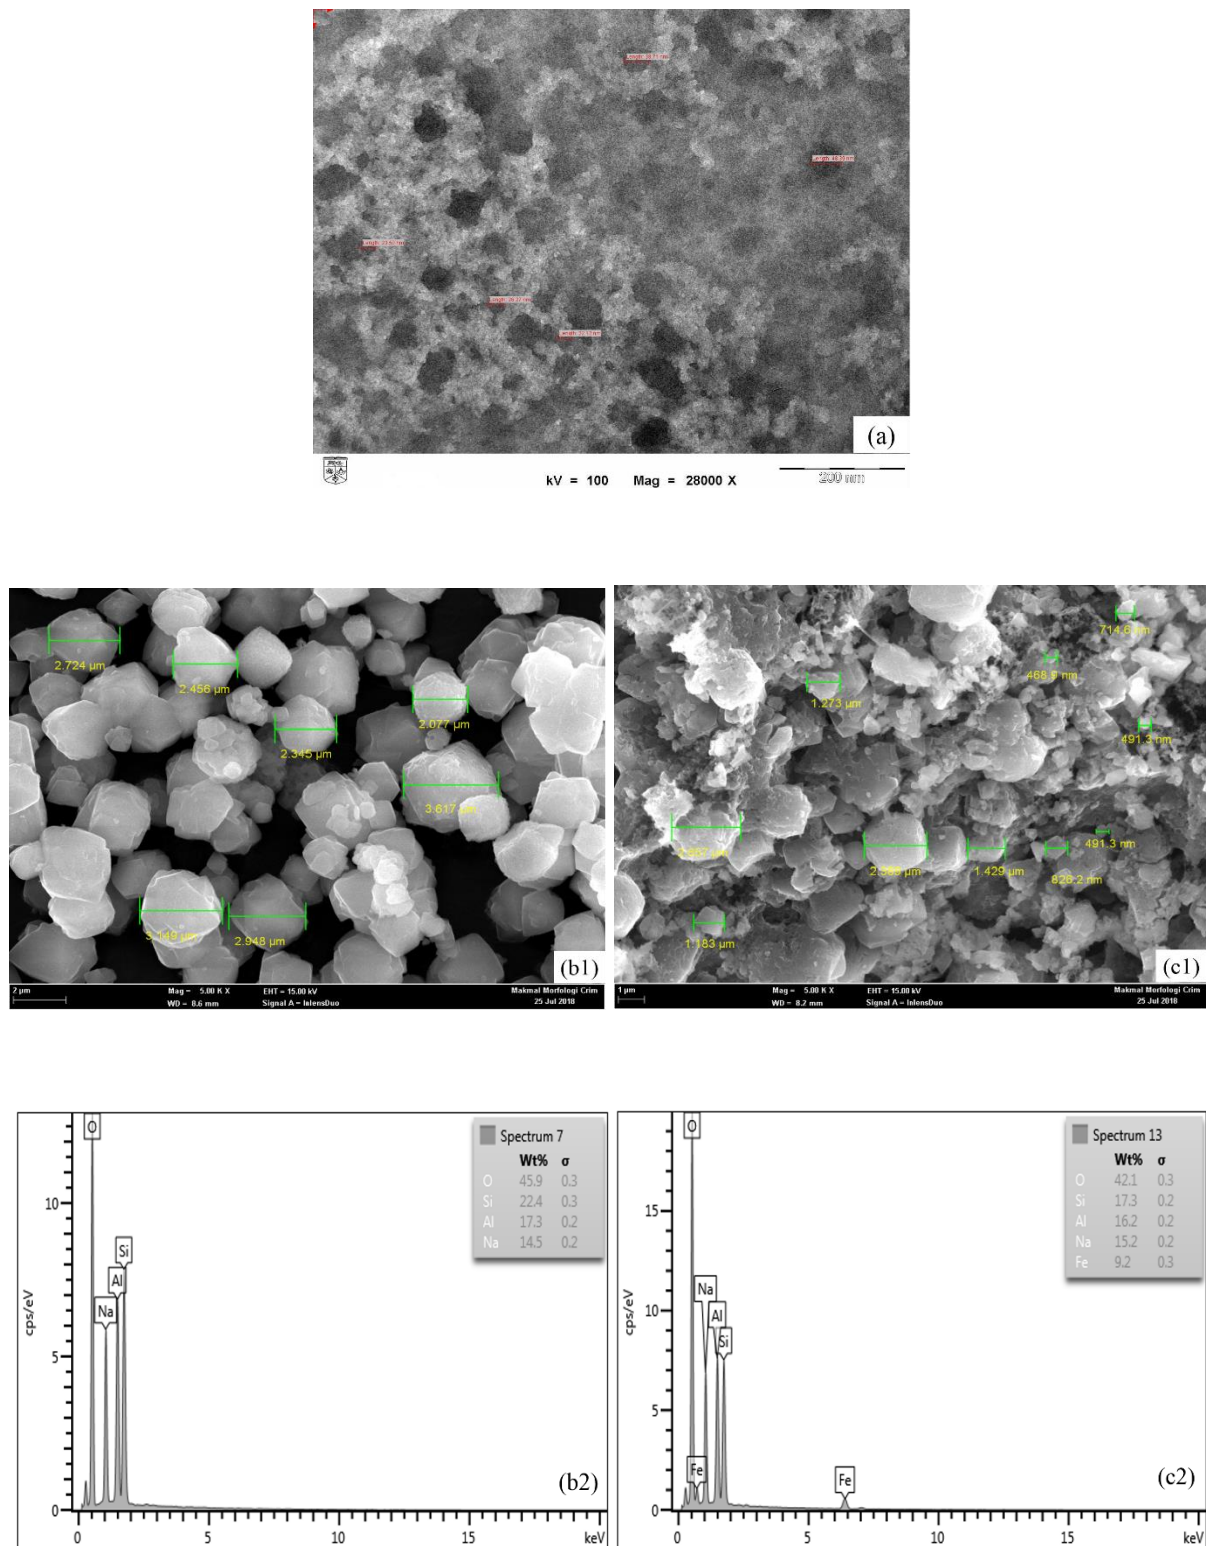 (a)
kV = 100 Mag = 28000 X
200 nm
2.724 µm
2.456 µm
2.077 µm
2.345 µm
3.617 µm
3.149 µm
2.948 µm
(b1)
2 µm
Mag = 5.00 K X
EHT = 15.00 kV
Makmal Morfologi Crim
WD = 8.6 mm
Signal A = InlensDuo
25 Jul 2018
714.6 nm
468.9 nm
1.273 µm
491.3 nm
491.3 nm
1.429 µm
828.2 nm
1.183 µm
(c1)
1 µm
Mag = 5.00 K X
EHT = 15.00 kV
Makmal Morfologi Crim
WD = 8.2 mm
Signal A = InlensDuo
25 Jul 2018
Spectrum 7
Wt% σ
O 45.9 0.3
Si 22.4 0.3
Al 17.3 0.2
Na 14.5 0.2
O
Si
Al
Na
cps/eV
10
5
0
(b2)
0 5 10 15 keV
Spectrum 13
Wt% σ
O 42.1 0.3
Si 17.3 0.2
Al 16.2 0.2
Na 15.2 0.2
Fe 9.2 0.3
O
Na
Al
Si
Fe
Fe
cps/eV
15
10
5
0
(c2)
0 5 10 15 keV